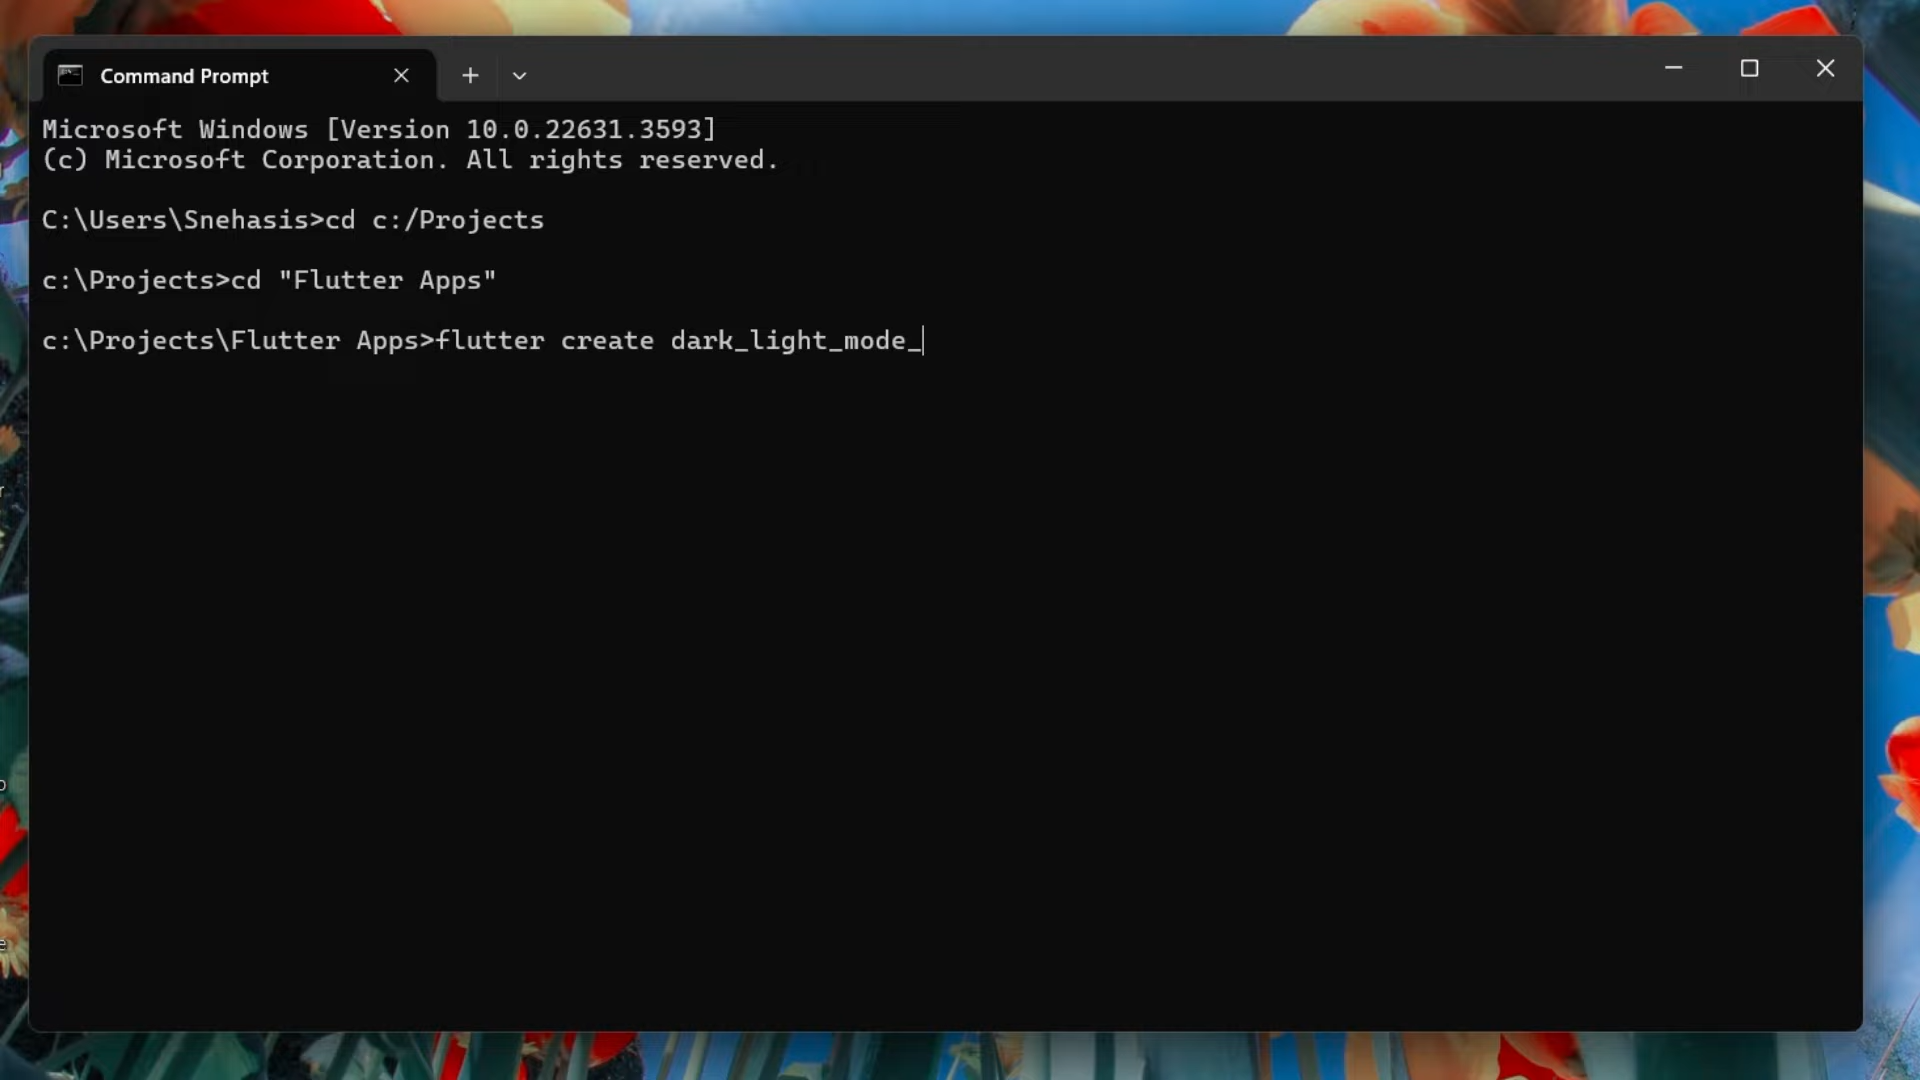 Command Prompt
Microsoft Windows [Version 10.0.22631.3593]
(c) Microsoft Corporation. All rights reserved.
C:\Users\Snehasis>cd c:/Projects
c:\Projects>cd "Flutter Apps"
c:\Projects\Flutter Apps>flutter create dark_light_mode_